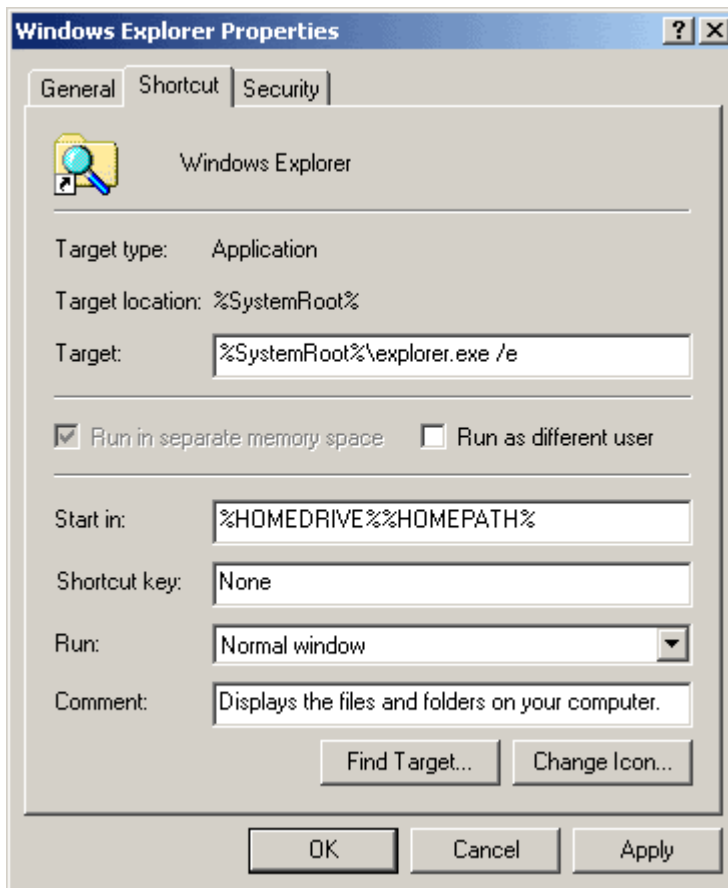 Windows Explorer Properties
General Shortcut Security
Windows Explorer
Target type: Application
Target location: %SystemRoot%
Target: %SystemRoot%\explorer.exe /e
Run in separate memory space Run as different user
Start in: %HOMEDRIVE%%HOMEPATH%
Shortcut key: None
Run: Normal window
Comment: Displays the files and folders on your computer.
Find Target... Change Icon...
OK Cancel Apply